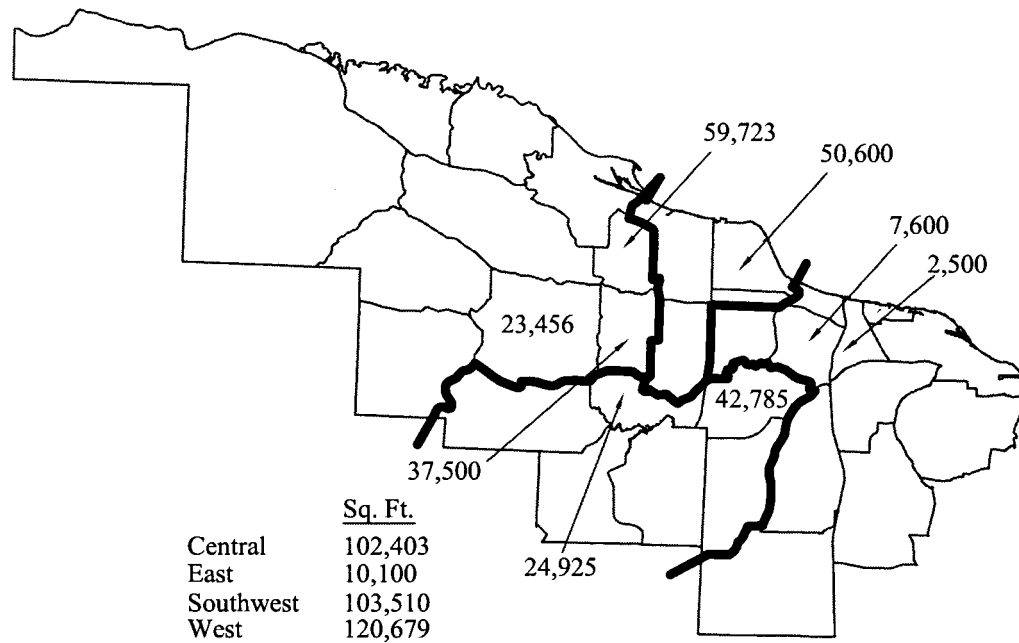 59,723
50,600
7,600
2,500
23,456
42,785
37,500
24,925
Sq. Ft.
Central 102,403
East 10,100
Southwest 103,510
West 120,679